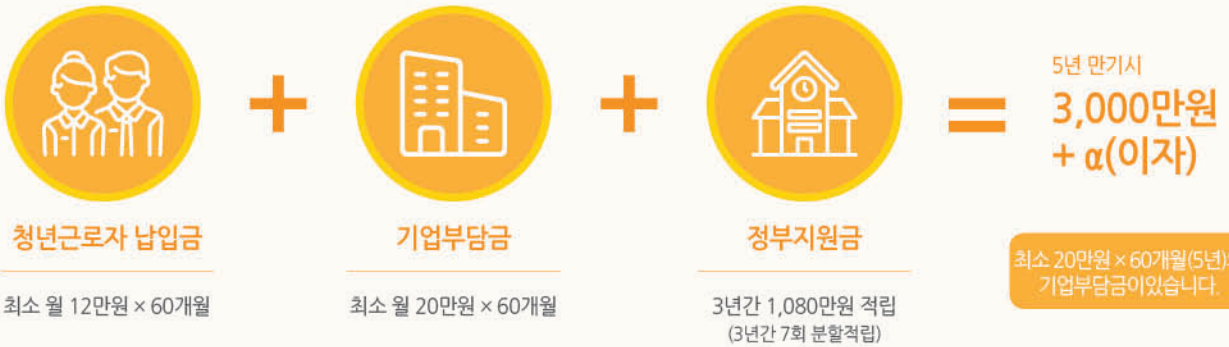 5년 만기시
3,000만원
+ α(이자)
청년근로자 납입금
기업부담금
정부지원금
최소 월 12만원 × 60개월
최소 월 20만원 × 60개월
3년간 1,080만원 적립
(3년간 7회 분할적립)
최소 20만원 × 60개월(5년)
기업부담금이있습니다.